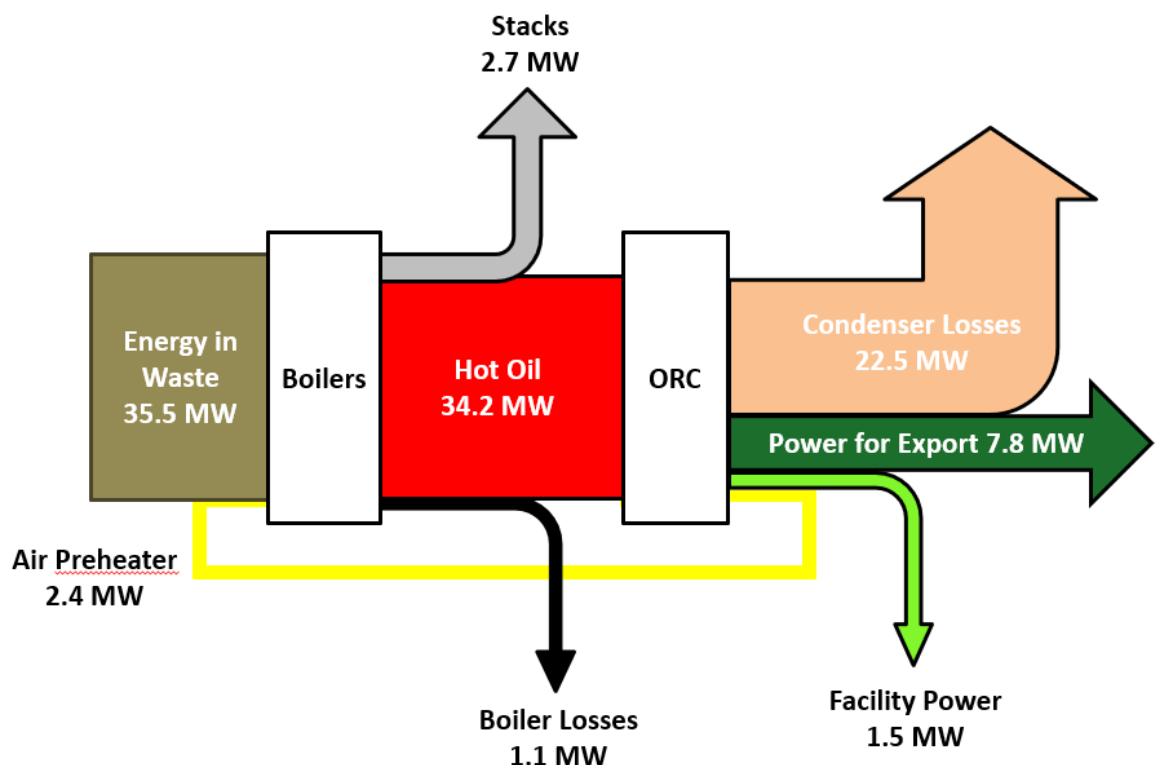 Stacks
2.7 MW
Energy in
Waste
35.5 MW
Boilers
Hot Oil
34.2 MW
ORC
Condenser Losses
22.5 MW
Power for Export 7.8 MW
Air Preheater
2.4 MW
Boiler Losses
1.1 MW
Facility Power
1.5 MW